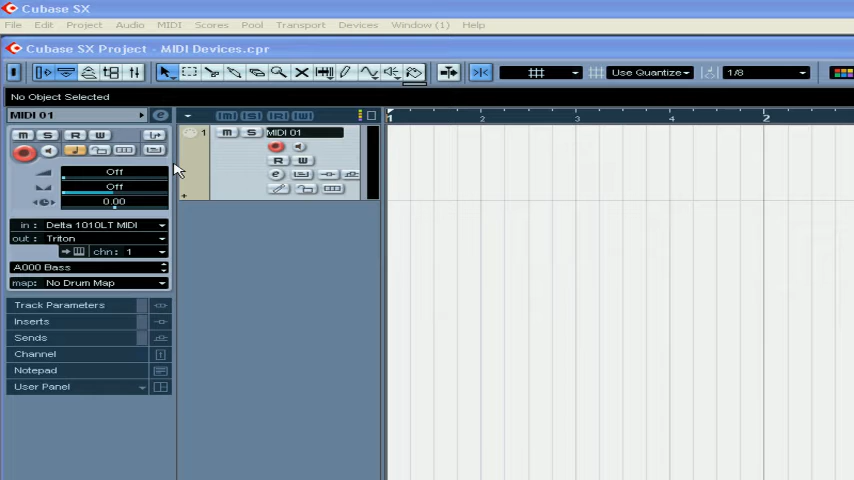 Cubase SX
File Edit Project Audio MIDI Scores Pool Transport Devices Window (1) Help
Cubase SX Project - MIDI Devices.cpr
Use Quantize 1/8
No Object Selected
MIDI 01
M S R W
Off
Off
0.00
in : Delta 1010LT MIDI
out : Triton
chn: 1
A000 Bass
map: No Drum Map
Track Parameters
Inserts
Sends
Channel
Notepad
User Panel
[M] [S] [R] [W]
1 M S MIDI 01
R W
1 2 3 4 2